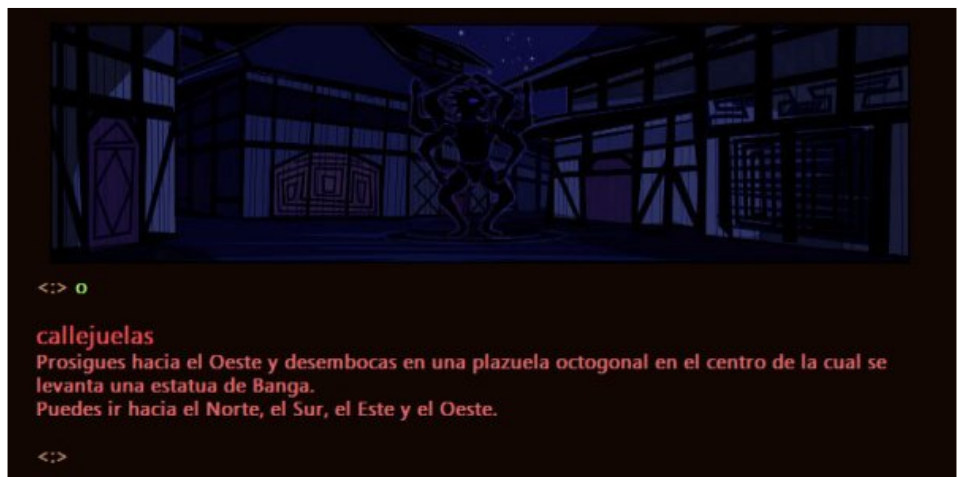 <:> o
callejuelas
Prosigues hacia el Oeste y desembocas en una plazuela octogonal en el centro de la cual se
levanta una estatua de Banga.
Puedes ir hacia el Norte, el Sur, el Este y el Oeste.
<:>